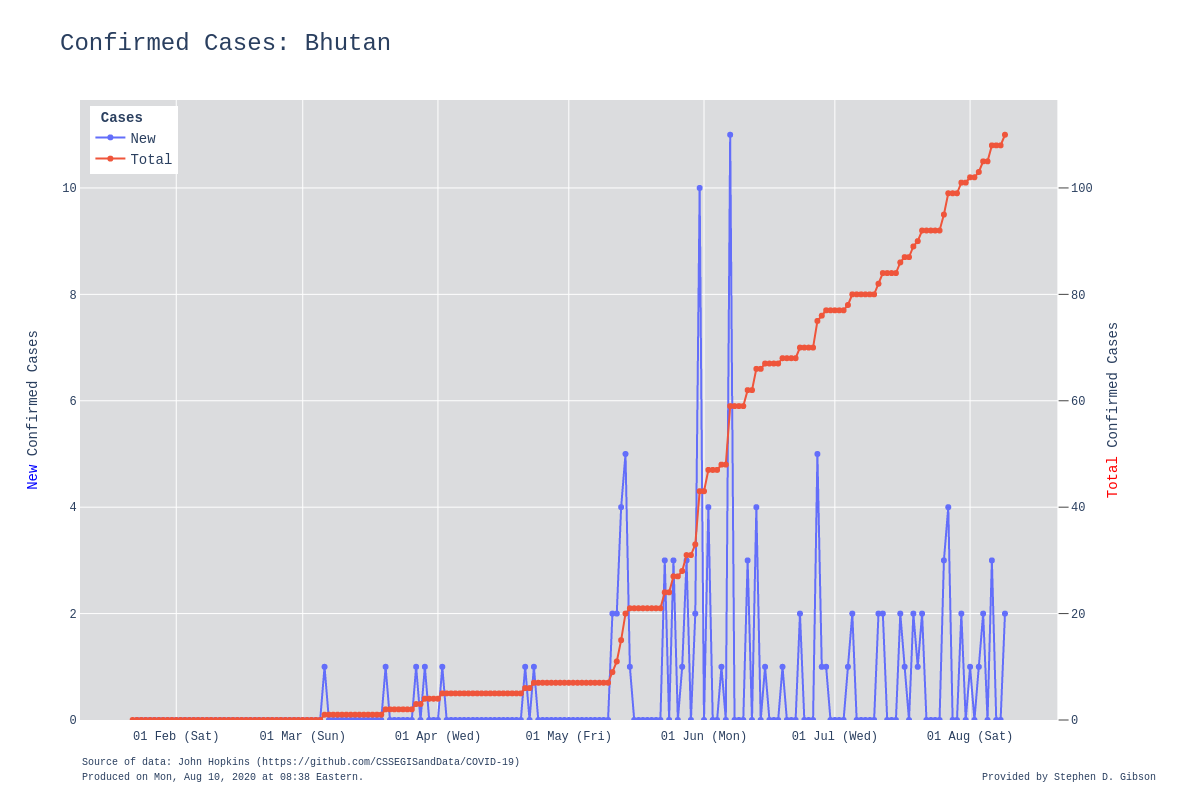 Confirmed Cases: Bhutan
Cases
New
Total
10
8
6
4
2
0
100
80
60
40
20
0
New Confirmed Cases
Total Confirmed Cases
01 Feb (Sat)
01 Mar (Sun)
01 Apr (Wed)
01 May (Fri)
01 Jun (Mon)
01 Jul (Wed)
01 Aug (Sat)
Source of data: John Hopkins (https://github.com/CSSEGISandData/COVID-19)
Produced on Mon, Aug 10, 2020 at 08:38 Eastern.
Provided by Stephen D. Gibson